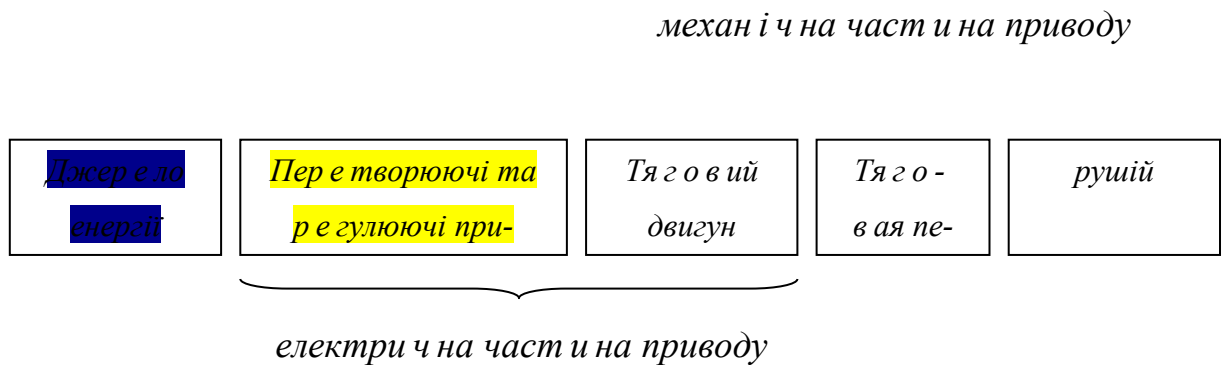 механ і ч на част и на приводу
Джер е ло
енергії
Пер е творюючі та
р е гулюючі при-
Тя г о в ий
двигун
Тя г о -
в ая пе-
рушій
електри ч на част и на приводу